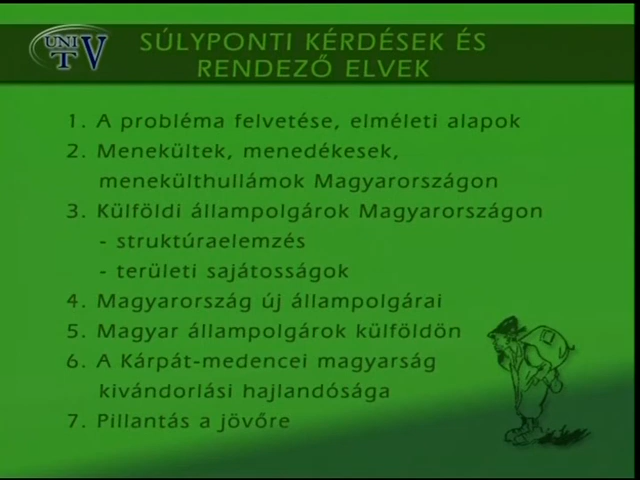 UNI
TV
SÚLYPONTI KÉRDÉSEK ÉS
RENDEZŐ ELVEK
1. A probléma felvetése, elméleti alapok
2. Menekültek, menedékesek,
menekülthullámok Magyarországon
3. Külföldi állampolgárok Magyarországon
- struktúraelemzés
- területi sajátosságok
4. Magyarország új állampolgárai
5. Magyar állampolgárok külföldön
6. A Kárpát-medencei magyarság
kivándorlási hajlandósága
7. Pillantás a jövőre